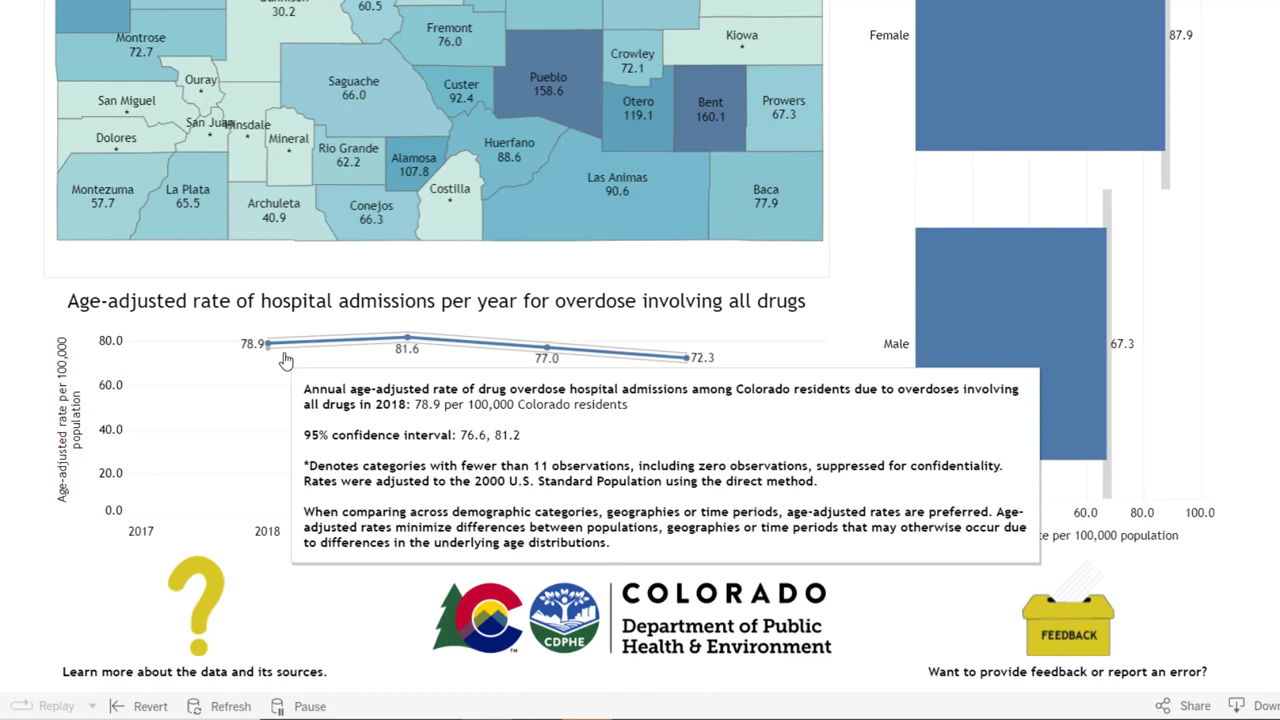 Gunnison
30.2
60.5
Montrose
72.7
Fremont
76.0
Kiowa
*
Female
87.9
Crowley
72.1
Ouray
*
Saguache
66.0
Custer
92.4
Pueblo
158.6
Otero
119.1
Bent
160.1
Prowers
67.3
San Miguel
*
San Juan
*
Hinsdale
*
Mineral
*
Dolores
*
Rio Grande
62.2
Alamosa
107.8
Huerfano
88.6
Las Animas
90.6
Montezuma
57.7
La Plata
65.5
Archuleta
40.9
Conejos
66.3
Costilla
*
Baca
77.9
Age-adjusted rate of hospital admissions per year for overdose involving all drugs
Age-adjusted rate per 100,000
population
80.0
60.0
40.0
20.0
0.0
78.9
81.6
77.0
72.3
2017
2018
Male
67.3
60.0
80.0
100.0
te per 100,000 population
Annual age-adjusted rate of drug overdose hospital admissions among Colorado residents due to overdoses involving
all drugs in 2018: 78.9 per 100,000 Colorado residents
95% confidence interval: 76.6, 81.2
*Denotes categories with fewer than 11 observations, including zero observations, suppressed for confidentiality.
Rates were adjusted to the 2000 U.S. Standard Population using the direct method.
When comparing across demographic categories, geographies or time periods, age-adjusted rates are preferred. Age-
adjusted rates minimize differences between populations, geographies or time periods that may otherwise occur due
to differences in the underlying age distributions.
?
Learn more about the data and its sources.
CDPHE
TM
COLORADO
Department of Public
Health & Environment
FEEDBACK
Want to provide feedback or report an error?
Replay
Revert
Refresh
Pause
Share
Down